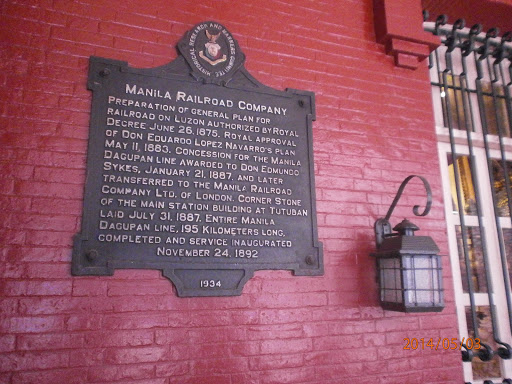 HISTORICAL RESEARCH AND MARKERS COMMITTEE
MANILA RAILROAD COMPANY
PREPARATION OF GENERAL PLAN FOR
RAILROAD ON LUZON AUTHORIZED BY ROYAL
DECREE JUNE 26, 1875. ROYAL APPROVAL
OF DON EDUARDO LOPEZ NAVARRO'S PLAN
MAY 11, 1883. CONCESSION FOR THE MANILA
DAGUPAN LINE AWARDED TO DON EDMUNDO
SYKES, JANUARY 21, 1887, AND LATER
TRANSFERRED TO THE MANILA RAILROAD
COMPANY LTD. OF LONDON. CORNER STONE
OF THE MAIN STATION BUILDING AT TUTUBAN
LAID JULY 31, 1887. ENTIRE MANILA
DAGUPAN LINE, 195 KILOMETERS LONG,
COMPLETED AND SERVICE INAUGURATED
NOVEMBER 24, 1892
1934
2014/05/02